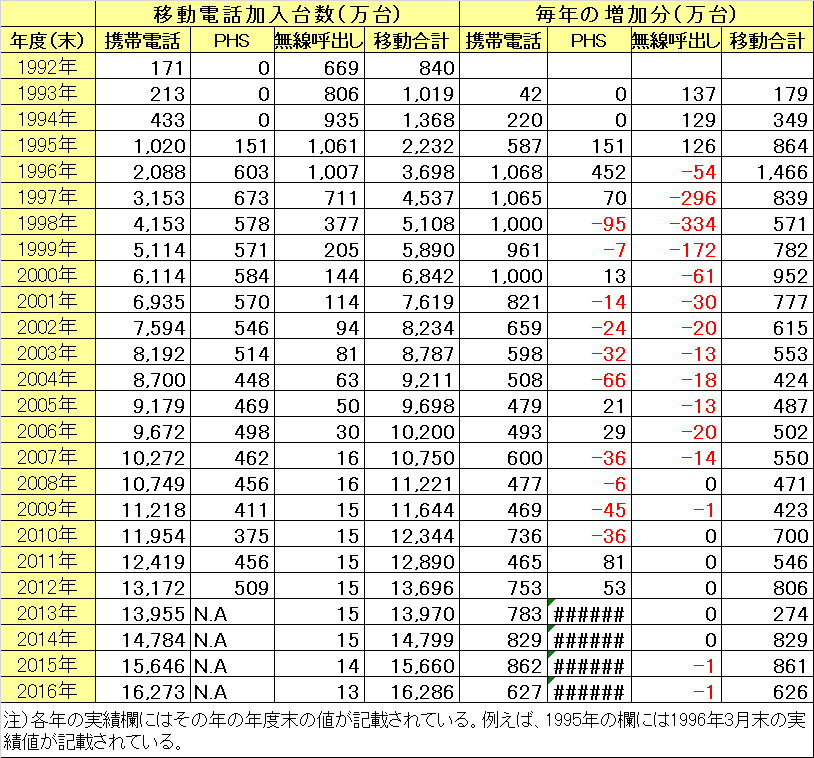 移動電話加入台数(万台) 毎年の増加分(万台)
年度(末) 携帯電話 PHS 無線呼出し 移動合計 携帯電話 PHS 無線呼出し 移動合計
1992年 171 0 669 840
1993年 213 0 806 1,019 42 0 137 179
1994年 433 0 935 1,368 220 0 129 349
1995年 1,020 151 1,061 2,232 587 151 126 864
1996年 2,088 603 1,007 3,698 1,068 452 -54 1,466
1997年 3,153 673 711 4,537 1,065 70 -296 839
1998年 4,153 578 377 5,108 1,000 -95 -334 571
1999年 5,114 571 205 5,890 961 -7 -172 782
2000年 6,114 584 144 6,842 1,000 13 -61 952
2001年 6,935 570 114 7,619 821 -14 -30 777
2002年 7,594 546 94 8,234 659 -24 -20 615
2003年 8,192 514 81 8,787 598 -32 -13 553
2004年 8,700 448 63 9,211 508 -66 -18 424
2005年 9,179 469 50 9,698 479 21 -13 487
2006年 9,672 498 30 10,200 493 29 -20 502
2007年 10,272 462 16 10,750 600 -36 -14 550
2008年 10,749 456 16 11,221 477 -6 0 471
2009年 11,218 411 15 11,644 469 -45 -1 423
2010年 11,954 375 15 12,344 736 -36 0 700
2011年 12,419 456 15 12,890 465 81 0 546
2012年 13,172 509 15 13,696 753 53 0 806
2013年 13,955 N.A 15 13,970 783 ###### 0 274
2014年 14,784 N.A 15 14,799 829 ###### 0 829
2015年 15,646 N.A 14 15,660 862 ###### -1 861
2016年 16,273 N.A 13 16,286 627 ###### -1 626
注)各年の実績欄にはその年の年度末の値が記載されている。例えば、1995年の欄には1996年3月末の実
績値が記載されている。